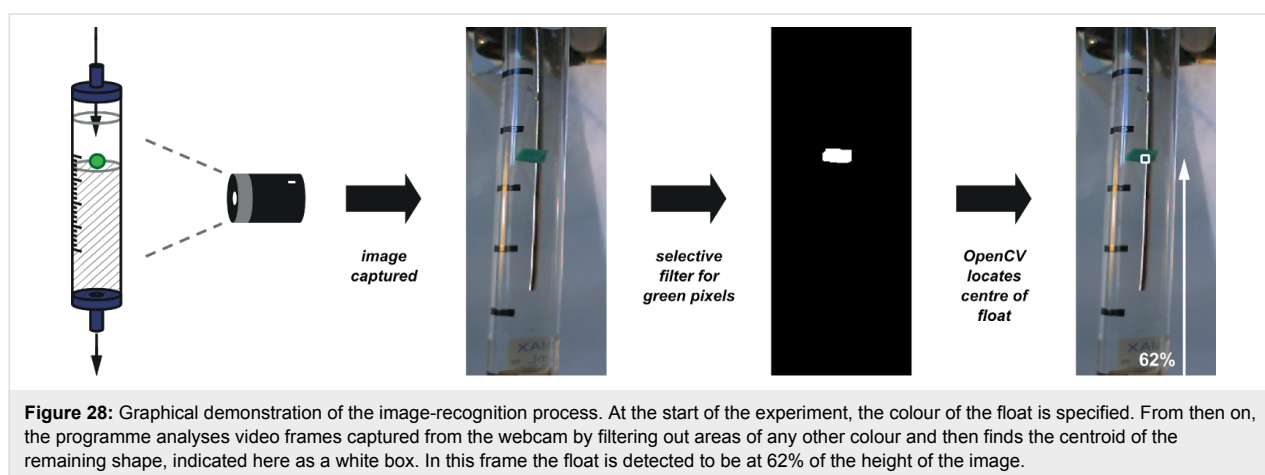 image
captured
selective
filter for
green pixels
OpenCV
locates
centre of
float
MAX
mL
62%
Figure 28: Graphical demonstration of the image-recognition process. At the start of the experiment, the colour of the float is specified. From then on,
the programme analyses video frames captured from the webcam by filtering out areas of any other colour and then finds the centroid of the
remaining shape, indicated here as a white box. In this frame the float is detected to be at 62% of the height of the image.